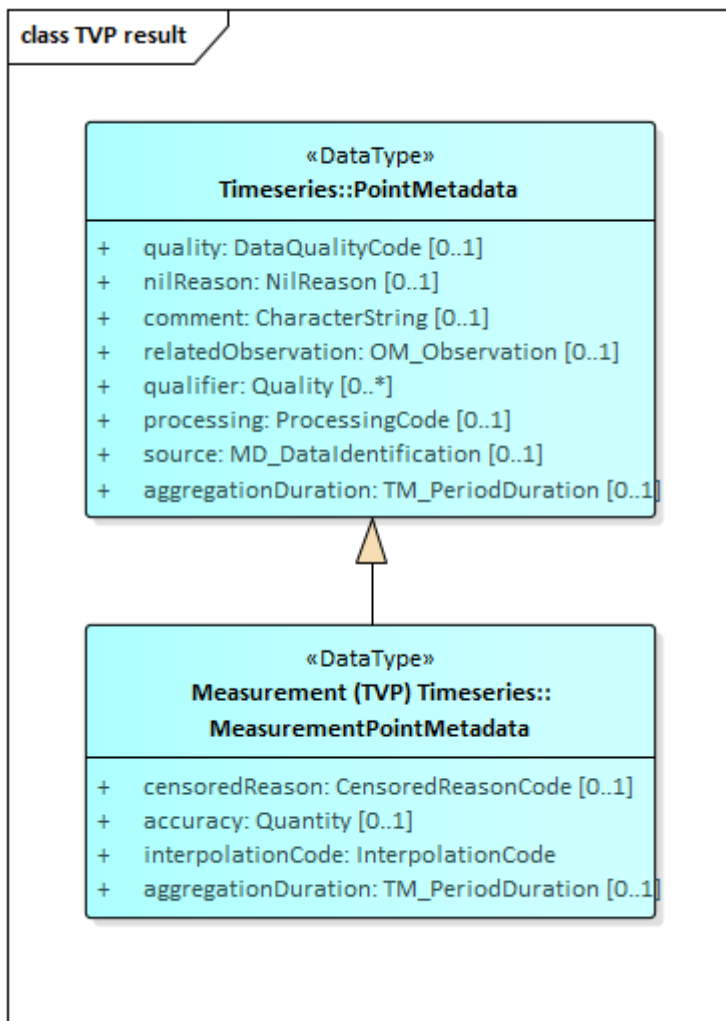 class TVP result
«DataType»
Timeseries::PointMetadata
+ quality: DataQualityCode [0..1]
+ nilReason: NilReason [0..1]
+ comment: CharacterString [0..1]
+ relatedObservation: OM_Observation [0..1]
+ qualifier: Quality [0..*]
+ processing: ProcessingCode [0..1]
+ source: MD_DataIdentification [0..1]
+ aggregationDuration: TM_PeriodDuration [0..1]
«DataType»
Measurement (TVP) Timeseries::
MeasurementPointMetadata
+ censoredReason: CensoredReasonCode [0..1]
+ accuracy: Quantity [0..1]
+ interpolationCode: InterpolationCode
+ aggregationDuration: TM_PeriodDuration [0..1]